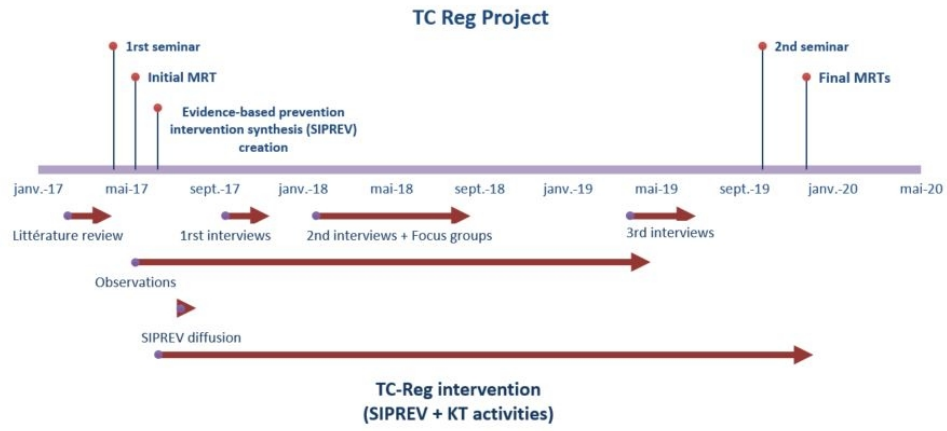 TC Reg Project
1rst seminar
2nd seminar
Initial MRT
Final MRTs
Evidence-based prevention
intervention synthesis (SIPREV)
creation
janv.-17 mai-17 sept.-17 janv.-18 mai-18 sept.-18 janv.-19 mai-19 sept.-19 janv.-20 mai-20
Littérature review
1rst interviews
2nd interviews + Focus groups
3rd interviews
Observations
SIPREV diffusion
TC-Reg intervention
(SIPREV + KT activities)